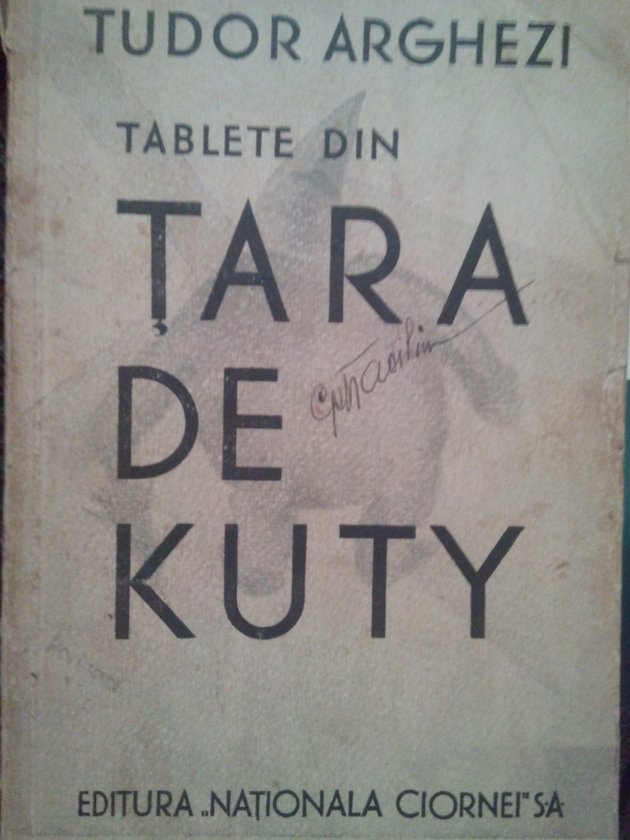 TUDOR ARGHEZI
TABLETE DIN
ȚARA
DE
KUTY
EDITURA „NAȚIONALA CIORNEI” S·A·